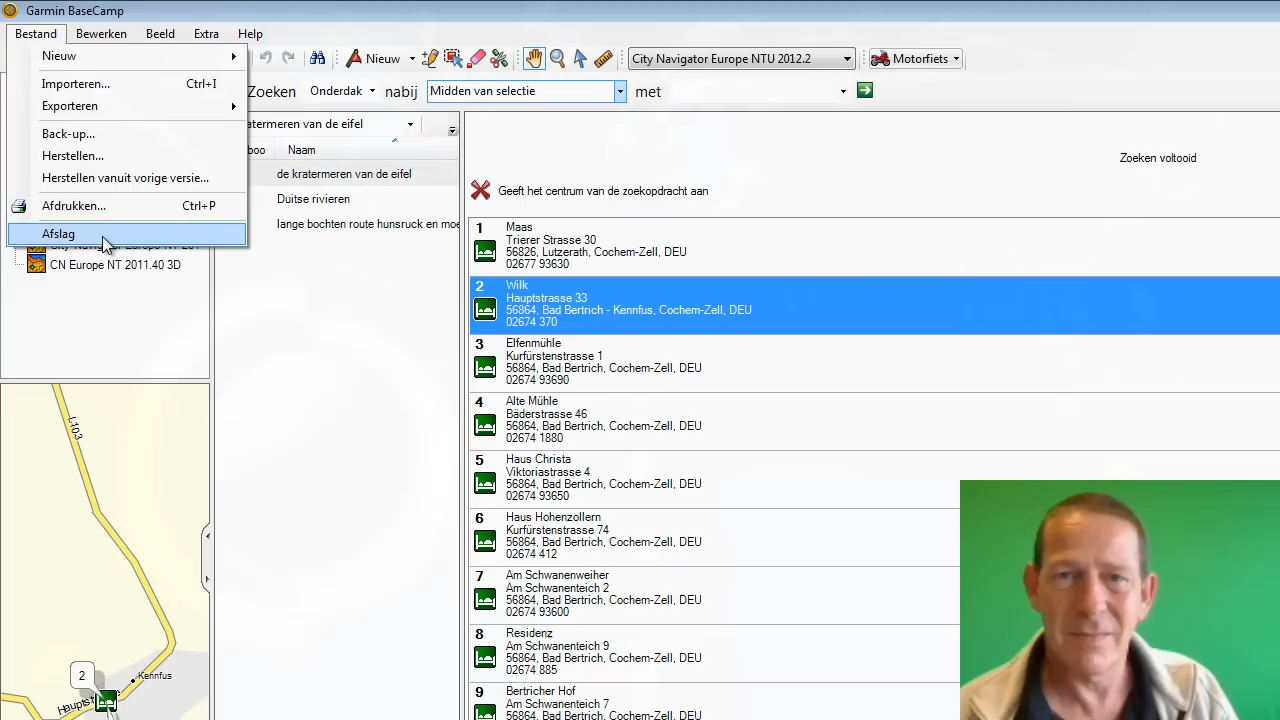 Garmin BaseCamp
Bestand Bewerken Beeld Extra Help
Nieuw
Importeren... Ctrl+I
Exporteren
Back-up...
Herstellen...
Herstellen vanuit vorige versie...
Afdrukken... Ctrl+P
Afslag
CN Europe NT 2011.40 3D
Nieuw City Navigator Europe NTU 2012.2 Motorfiets
Zoeken Onderdak nabij Midden van selectie met
atermeren van de eifel
boo Naam
de kratermeren van de eifel
Duitse rivieren
lange bochten route hunsruck en moe
Zoeken voltooid
Geeft het centrum van de zoekopdracht aan
1 Maas
Trierer Strasse 30
56826, Lutzerath, Cochem-Zell, DEU
02677 93630
2 Wilk
Hauptstrasse 33
56864, Bad Bertrich - Kennfus, Cochem-Zell, DEU
02674 370
3 Elfenmühle
Kurfürstenstrasse 1
56864, Bad Bertrich, Cochem-Zell, DEU
02674 93690
4 Alte Mühle
Bäderstrasse 46
56864, Bad Bertrich, Cochem-Zell, DEU
02674 1880
5 Haus Christa
Viktoriastrasse 4
56864, Bad Bertrich, Cochem-Zell, DEU
02674 93650
6 Haus Hohenzollern
Kurfürstenstrasse 74
56864, Bad Bertrich, Cochem-Zell, DEU
02674 412
7 Am Schwanenweiher
Am Schwanenteich 2
56864, Bad Bertrich, Cochem-Zell, DEU
02674 93600
8 Residenz
Am Schwanenteich 9
56864, Bad Bertrich, Cochem-Zell, DEU
02674 885
9 Bertricher Hof
Am Schwanenteich 7
56864, Bad Bertrich, Cochem-Zell, DEU
L103
2
Kennfus